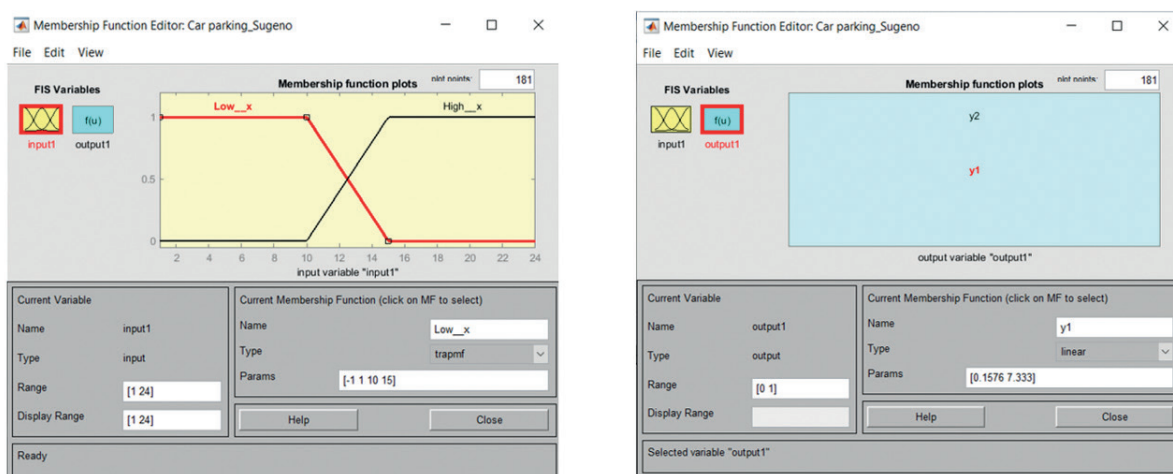 Membership Function Editor: Car parking_Sugeno
File Edit View
FIS Variables
Membership function plots
plot points:
181
f(u)
input1
output1
Low__x
High__x
1
0.5
0
2 4 6 8 10 12 14 16 18 20 22 24
input variable "input1"
Current Variable
Name input1
Type input
Range [1 24]
Display Range [1 24]
Current Membership Function (click on MF to select)
Name Low__x
Type trapmf
Params [-1 1 10 15]
Help Close
Ready
Membership Function Editor: Car parking_Sugeno
File Edit View
FIS Variables
Membership function plots
plot points:
181
f(u)
input1
output1
y2
y1
output variable "output1"
Current Variable
Name output1
Type output
Range [0 1]
Display Range
Current Membership Function (click on MF to select)
Name y1
Type linear
Params [0.1576 7.333]
Help Close
Selected variable "output1"